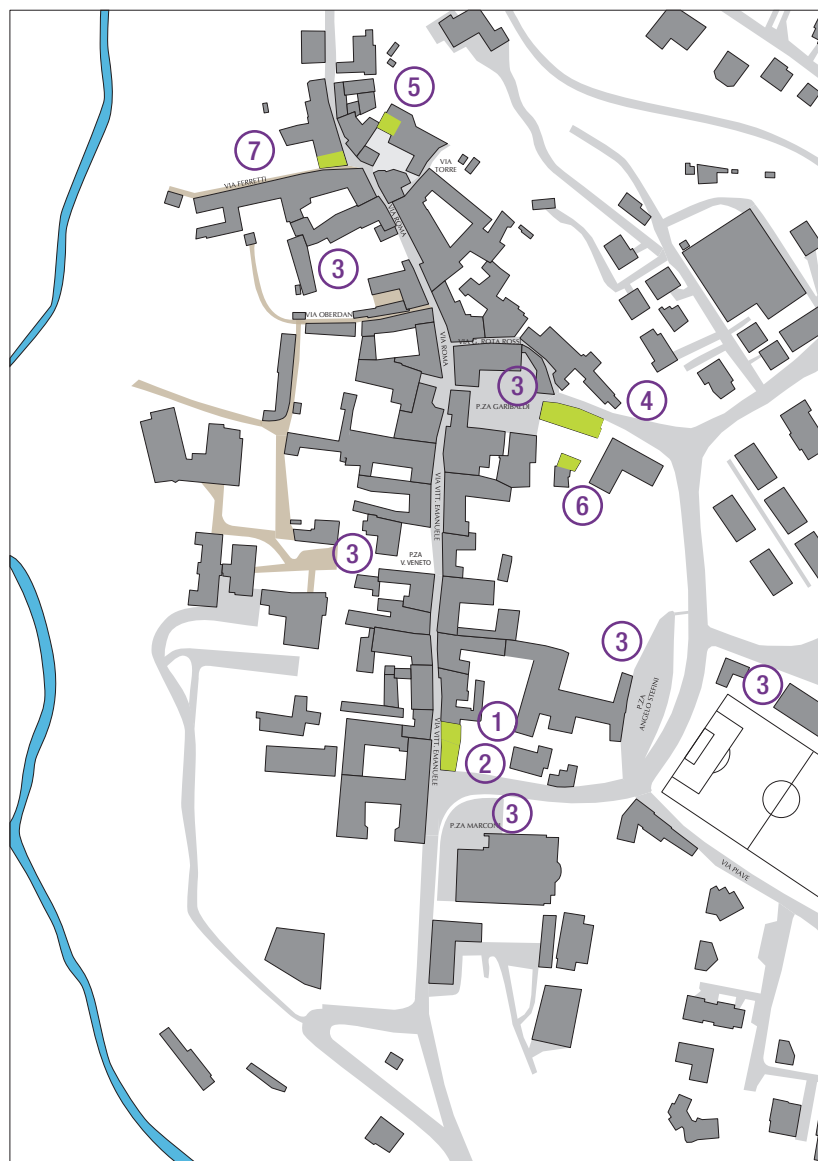 5
7
VIA
TORRE
VIA FERRETTI
VIA ROMA
3
VIA OBERDAN
VIA ROMA
VIA G. ROTA ROSSI
3
4
P.ZA GARIBALDI
VIA VITT. EMANUELE
6
3
P.ZA
V. VENETO
3
3
P.ZA
ANGELO STEFINI
1
VIA VITT. EMANUELE
2
3
P.ZA MARCONI
VIA PIAVE